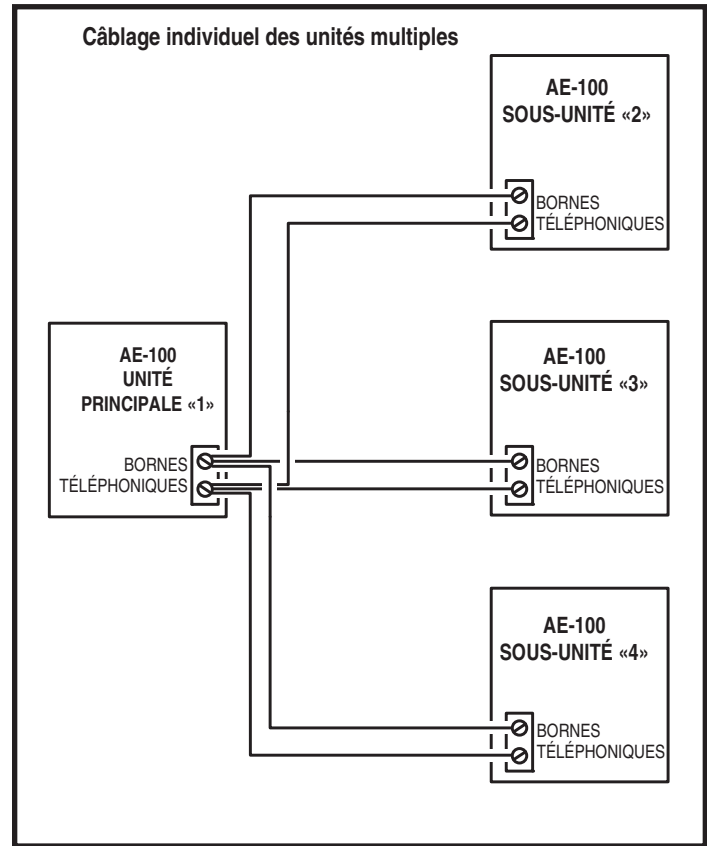 Câblage individuel des unités multiples
AE-100
SOUS-UNITÉ «2»
BORNES
TÉLÉPHONIQUES
AE-100
UNITÉ
PRINCIPALE «1»
BORNES
TÉLÉPHONIQUES
AE-100
SOUS-UNITÉ «3»
BORNES
TÉLÉPHONIQUES
AE-100
SOUS-UNITÉ «4»
BORNES
TÉLÉPHONIQUES